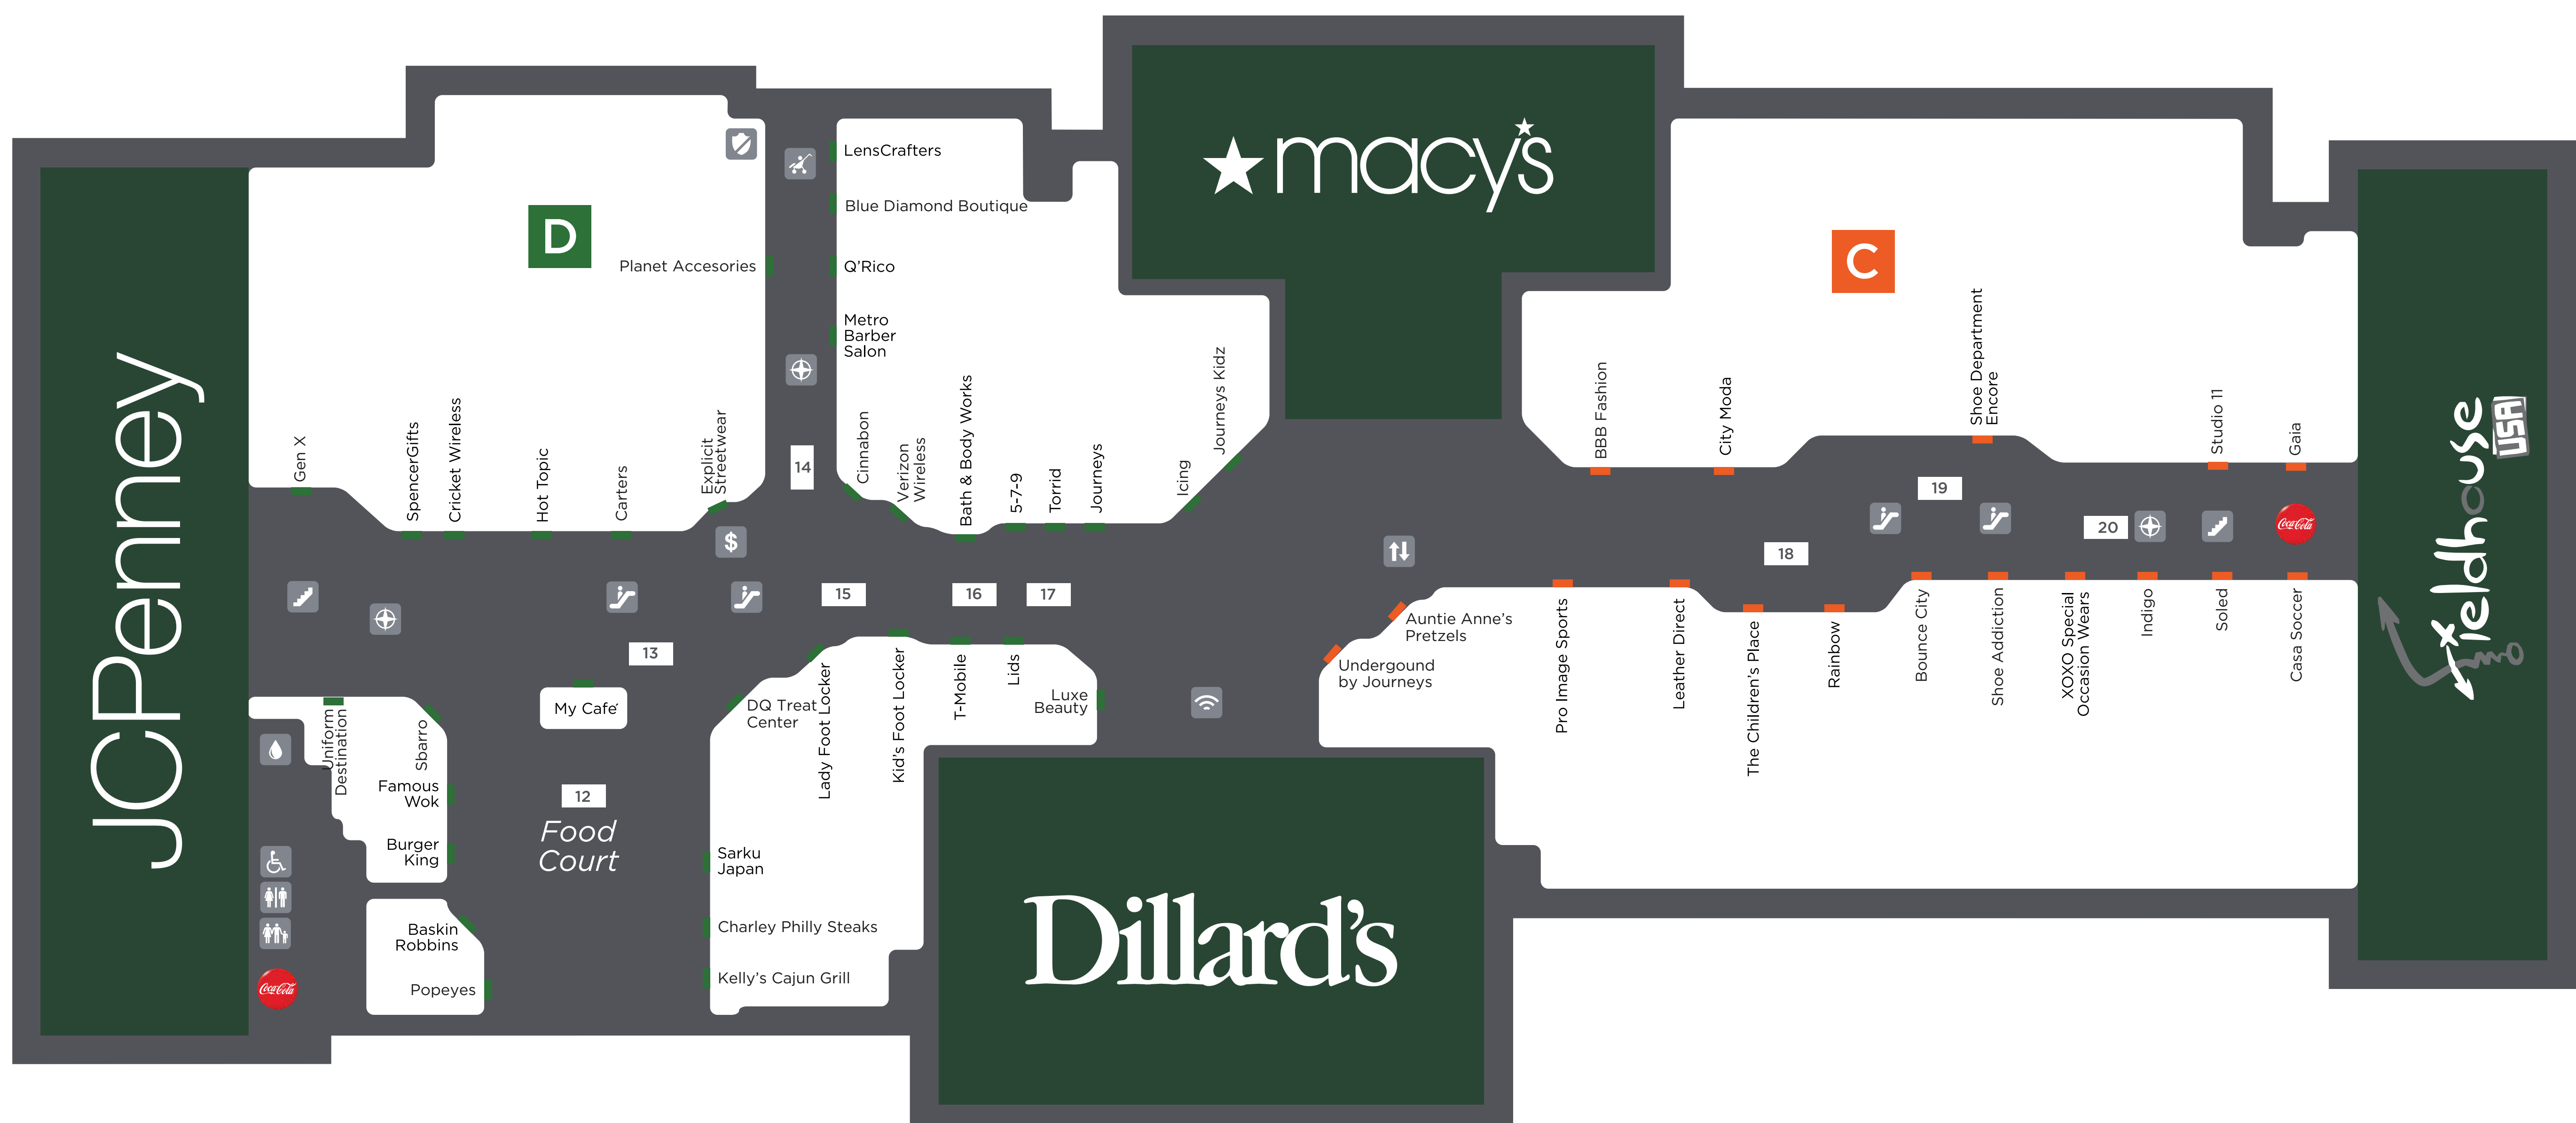 JCPenney
D
Planet Accesories
LensCrafters
Blue Diamond Boutique
Q'Rico
Metro
Barber
Salon
★macy's
C
Gen X
SpencerGifts
Cricket Wireless
Hot Topic
Carters
Explicit
Streetwear
14
Cinnabon
Verizon
Wireless
Bath & Body Works
5-7-9
Torrid
Journeys
Icing
Journeys Kidz
BBB Fashion
City Moda
Shoe Department
Encore
Studio 11
Gaia
$
15
16
17
18
19
20
Coca-Cola
fieldhouse
USA
13
My Cafe'
Uniform
Destination
Sbarro
Famous
Wok
Burger
King
12
Food
Court
Baskin
Robbins
Popeyes
Coca-Cola
DQ Treat
Center
Lady Foot Locker
Kid's Foot Locker
T-Mobile
Lids
Luxe
Beauty
Sarku
Japan
Charley Philly Steaks
Kelly's Cajun Grill
Dillard's
Auntie Anne's
Pretzels
Undergound
by Journeys
Pro Image Sports
Leather Direct
The Children's Place
Rainbow
Bounce City
Shoe Addiction
XOXO Special
Occasion Wears
Indigo
Soled
Casa Soccer